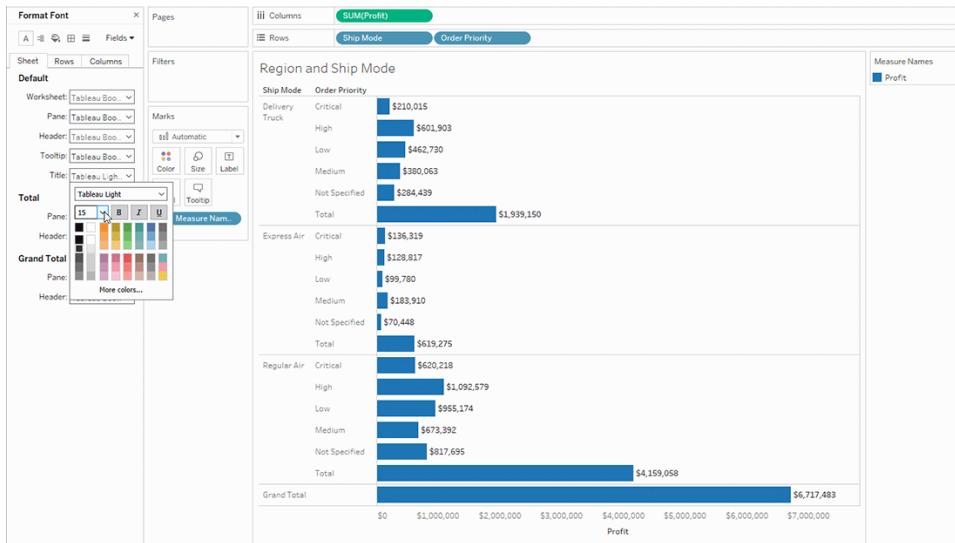 Format Font
×
Fields
Sheet
Rows
Columns
Default
Worksheet: Tableau Boo..
Pane: Tableau Boo..
Header: Tableau Boo..
Tooltip: Tableau Boo..
Title: Tableau Ligh..
Tableau Light
Total
15
B
I
U
Pane:
Header:
Grand Total
Pane:
More colors...
Header:
Pages
Filters
Marks
Automatic
Color
Size
Label
Tooltip
Measure Nam..
Columns
SUM(Profit)
Rows
Ship Mode
Order Priority
Region and Ship Mode
Ship Mode Order Priority
Delivery Truck
Critical $210,015
High $601,903
Low $462,730
Medium $380,063
Not Specified $284,439
Total $1,939,150
Express Air Critical $136,319
High $128,817
Low $99,780
Medium $183,910
Not Specified $70,448
Total $619,275
Regular Air Critical $620,218
High $1,092,579
Low $955,174
Medium $673,392
Not Specified $817,695
Total $4,159,058
Grand Total $6,717,483
$0 $1,000,000 $2,000,000 $3,000,000 $4,000,000 $5,000,000 $6,000,000 $7,000,000
Profit
Measure Names
Profit